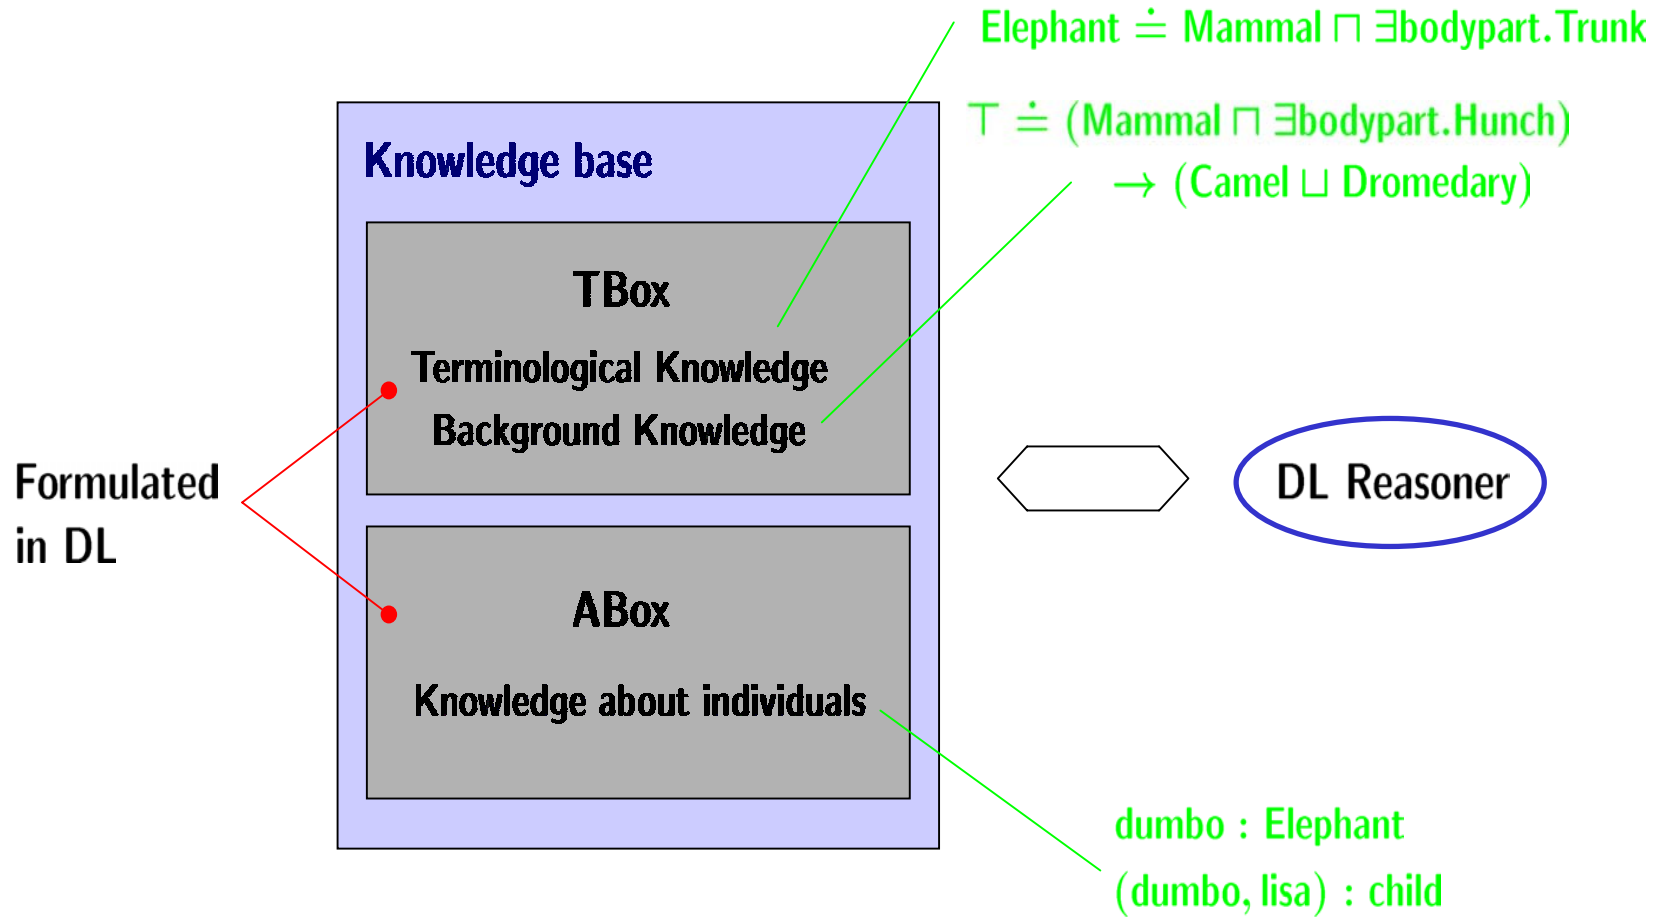 Elephant ≐ Mammal ⊓ ∃bodypart.Trunk
⊤ ≐ (Mammal ⊓ ∃bodypart.Hunch)
→ (Camel ⊔ Dromedary)
Knowledge base
TBox
Terminological Knowledge
Background Knowledge
Formulated
in DL
DL Reasoner
ABox
Knowledge about individuals
dumbo : Elephant
(dumbo, lisa) : child